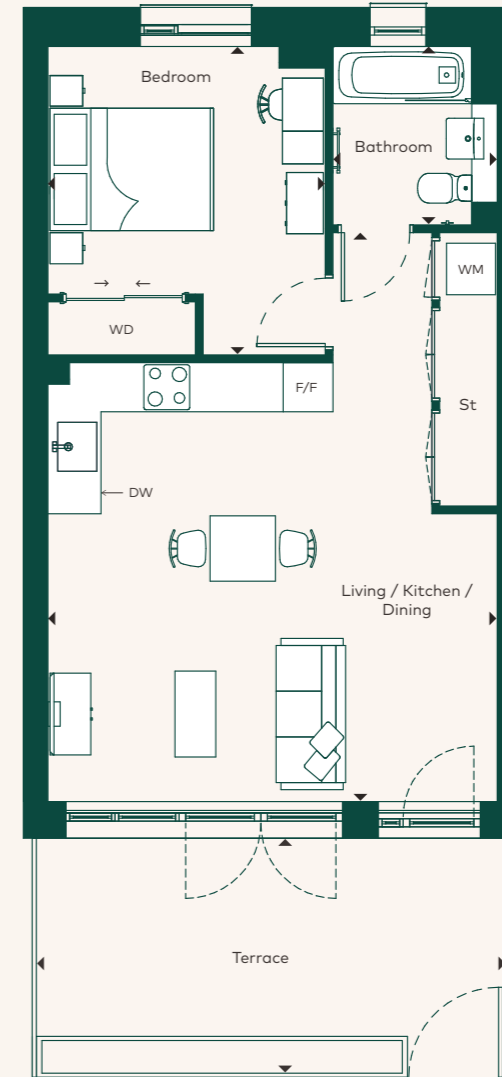 Bedroom
Bathroom
WM
WD
F/F
St
DW
Living / Kitchen /
Dining
Terrace